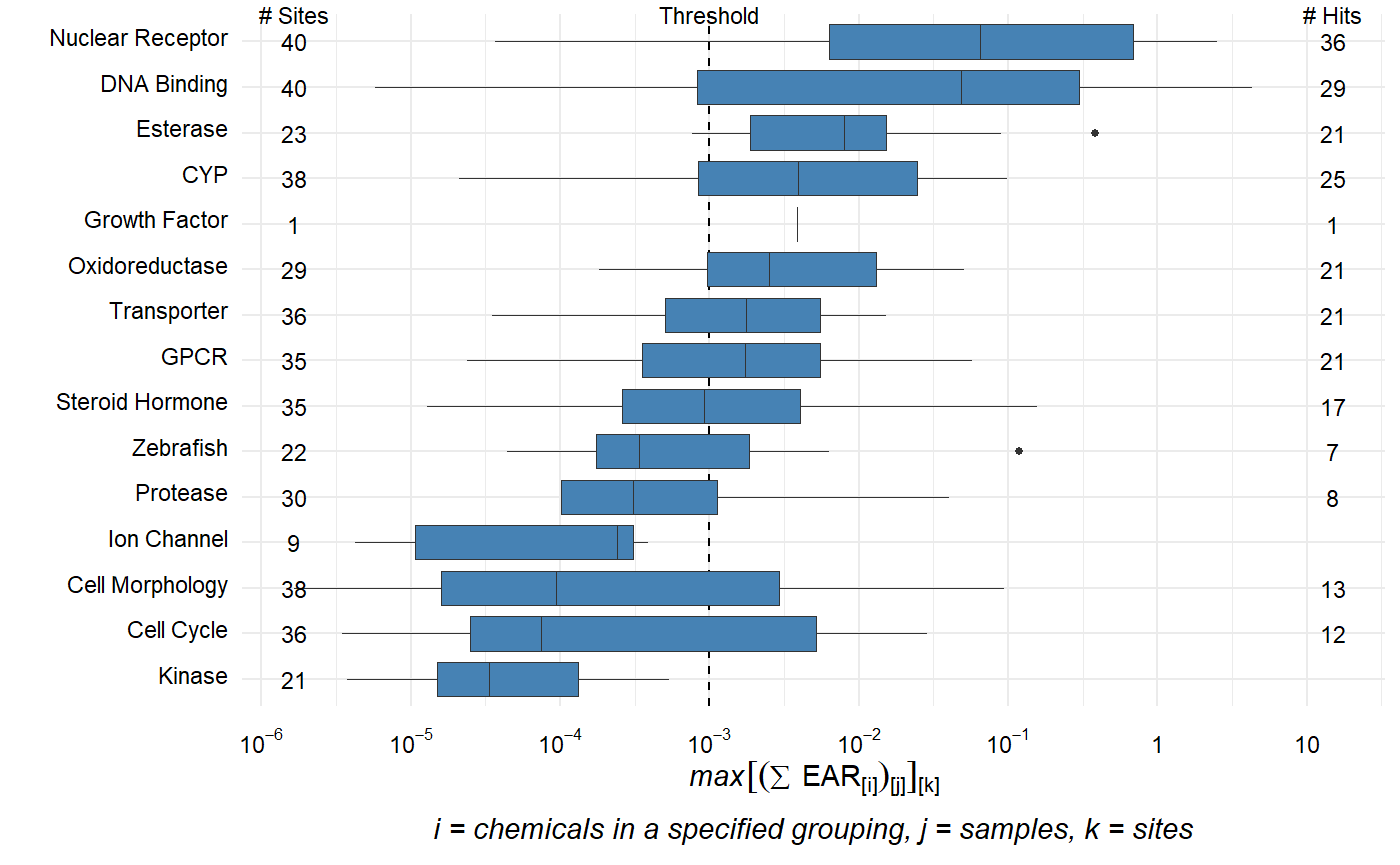 # Sites Threshold # Hits
Nuclear Receptor 40 36
DNA Binding 40 29
Esterase 23 21
CYP 38 25
Growth Factor 1 1
Oxidoreductase 29 21
Transporter 36 21
GPCR 35 21
Steroid Hormone 35 17
Zebrafish 22 7
Protease 30 8
Ion Channel 9
Cell Morphology 38 13
Cell Cycle 36 12
Kinase 21
10⁻⁶ 10⁻⁵ 10⁻⁴ 10⁻³ 10⁻² 10⁻¹ 1 10
max[(∑ EAR[i])[j]][k]
i = chemicals in a specified grouping, j = samples, k = sites